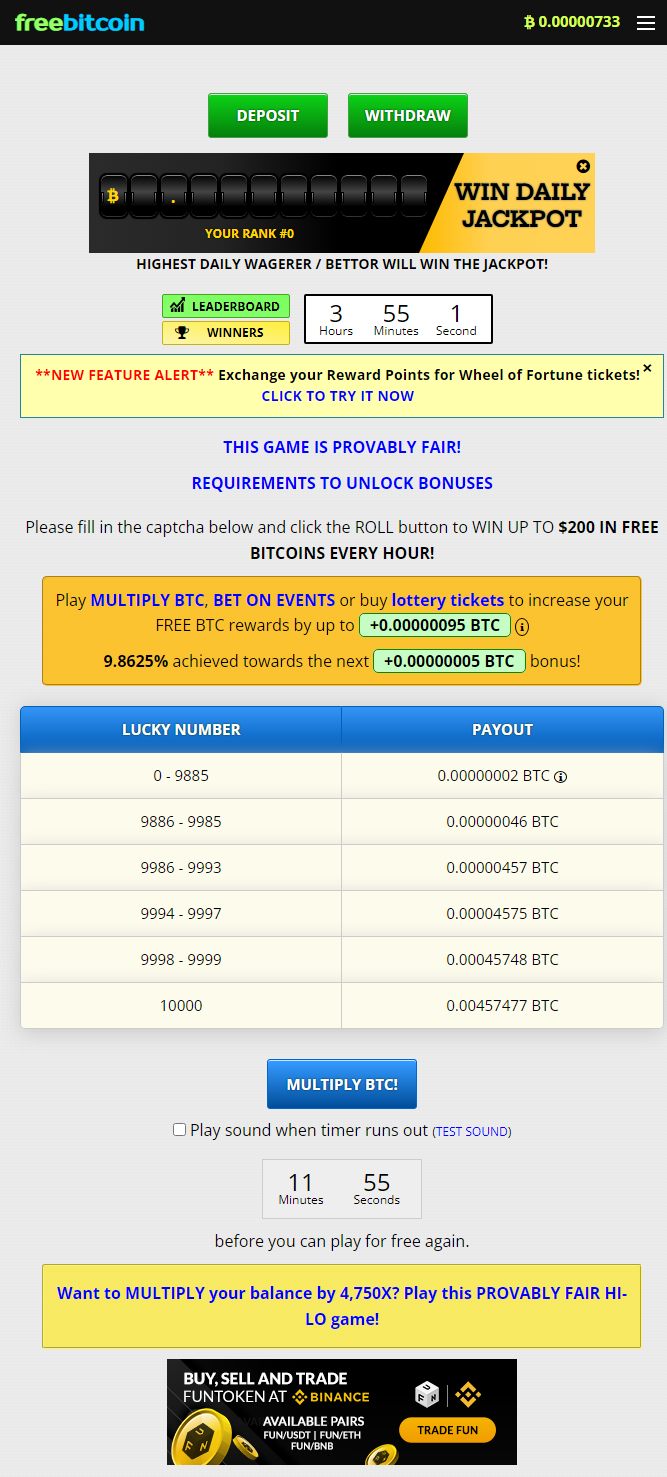 freebitcoin
0.00000733
DEPOSIT
WITHDRAW
.
YOUR RANK #0
WIN DAILY
JACKPOT
HIGHEST DAILY WAGERER / BETTOR WILL WIN THE JACKPOT!
LEADERBOARD
WINNERS
3 55 1
Hours Minutes Second
**NEW FEATURE ALERT** Exchange your Reward Points for Wheel of Fortune tickets!
CLICK TO TRY IT NOW
THIS GAME IS PROVABLY FAIR!
REQUIREMENTS TO UNLOCK BONUSES
Please fill in the captcha below and click the ROLL button to WIN UP TO $200 IN FREE
BITCOINS EVERY HOUR!
Play MULTIPLY BTC, BET ON EVENTS or buy lottery tickets to increase your
FREE BTC rewards by up to +0.00000095 BTC
9.8625% achieved towards the next +0.00000005 BTC bonus!
LUCKY NUMBER PAYOUT
0 - 9885 0.00000002 BTC
9886 - 9985 0.00000046 BTC
9986 - 9993 0.00000457 BTC
9994 - 9997 0.00004575 BTC
9998 - 9999 0.00045748 BTC
10000 0.00457477 BTC
MULTIPLY BTC!
Play sound when timer runs out (TEST SOUND)
11 55
Minutes Seconds
before you can play for free again.
Want to MULTIPLY your balance by 4,750X? Play this PROVABLY FAIR HI-
LO game!
BUY, SELL AND TRADE
FUNTOKEN AT BINANCE
AVAILABLE PAIRS
FUN/USDT | FUN/ETH
FUN/BNB
TRADE FUN